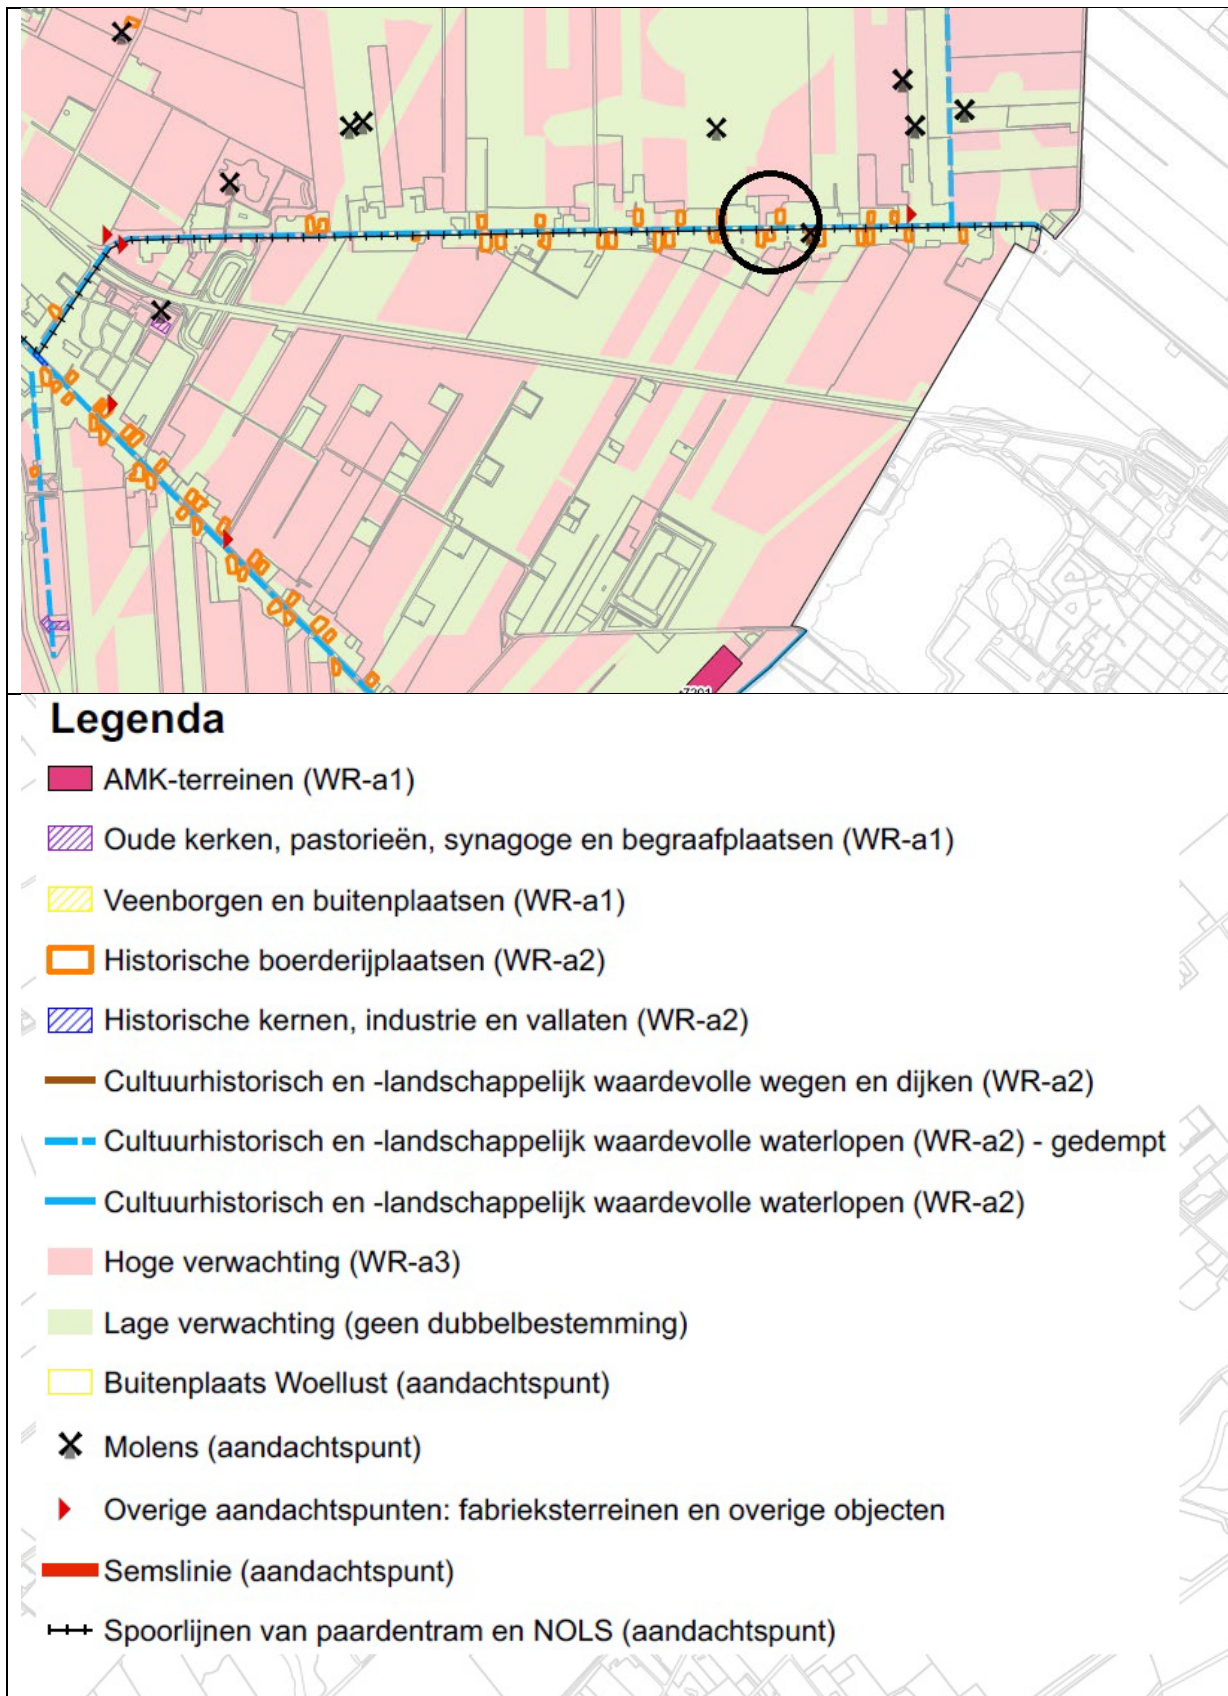 Legenda
AMK-terreinen (WR-a1)
Oude kerken, pastorieën, synagoge en begraafplaatsen (WR-a1)
Veenborgen en buitenplaatsen (WR-a1)
Historische boerderijplaatsen (WR-a2)
Historische kernen, industrie en vallaten (WR-a2)
Cultuurhistorisch en -landschappelijk waardevolle wegen en dijken (WR-a2)
Cultuurhistorisch en -landschappelijk waardevolle waterlopen (WR-a2) - gedempt
Cultuurhistorisch en -landschappelijk waardevolle waterlopen (WR-a2)
Hoge verwachting (WR-a3)
Lage verwachting (geen dubbelbestemming)
Buitenplaats Woellust (aandachtspunt)
Molens (aandachtspunt)
Overige aandachtspunten: fabrieksterreinen en overige objecten
Semslinie (aandachtspunt)
Spoorlijnen van paardentram en NOLS (aandachtspunt)